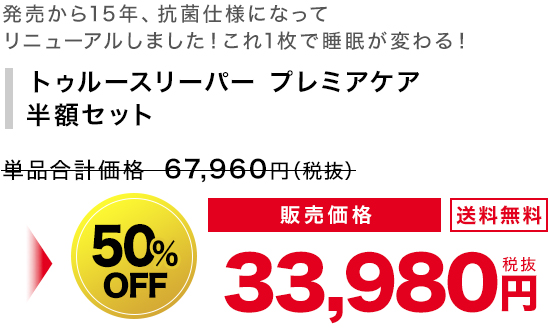 発売から15年、抗菌仕様になって
リニューアルしました！これ1枚で睡眠が変わる！
トゥルースリーパー プレミアケア
半額セット
単品合計価格 67,960円（税抜）
50%
OFF
販売価格
送料無料
33,980円
税抜